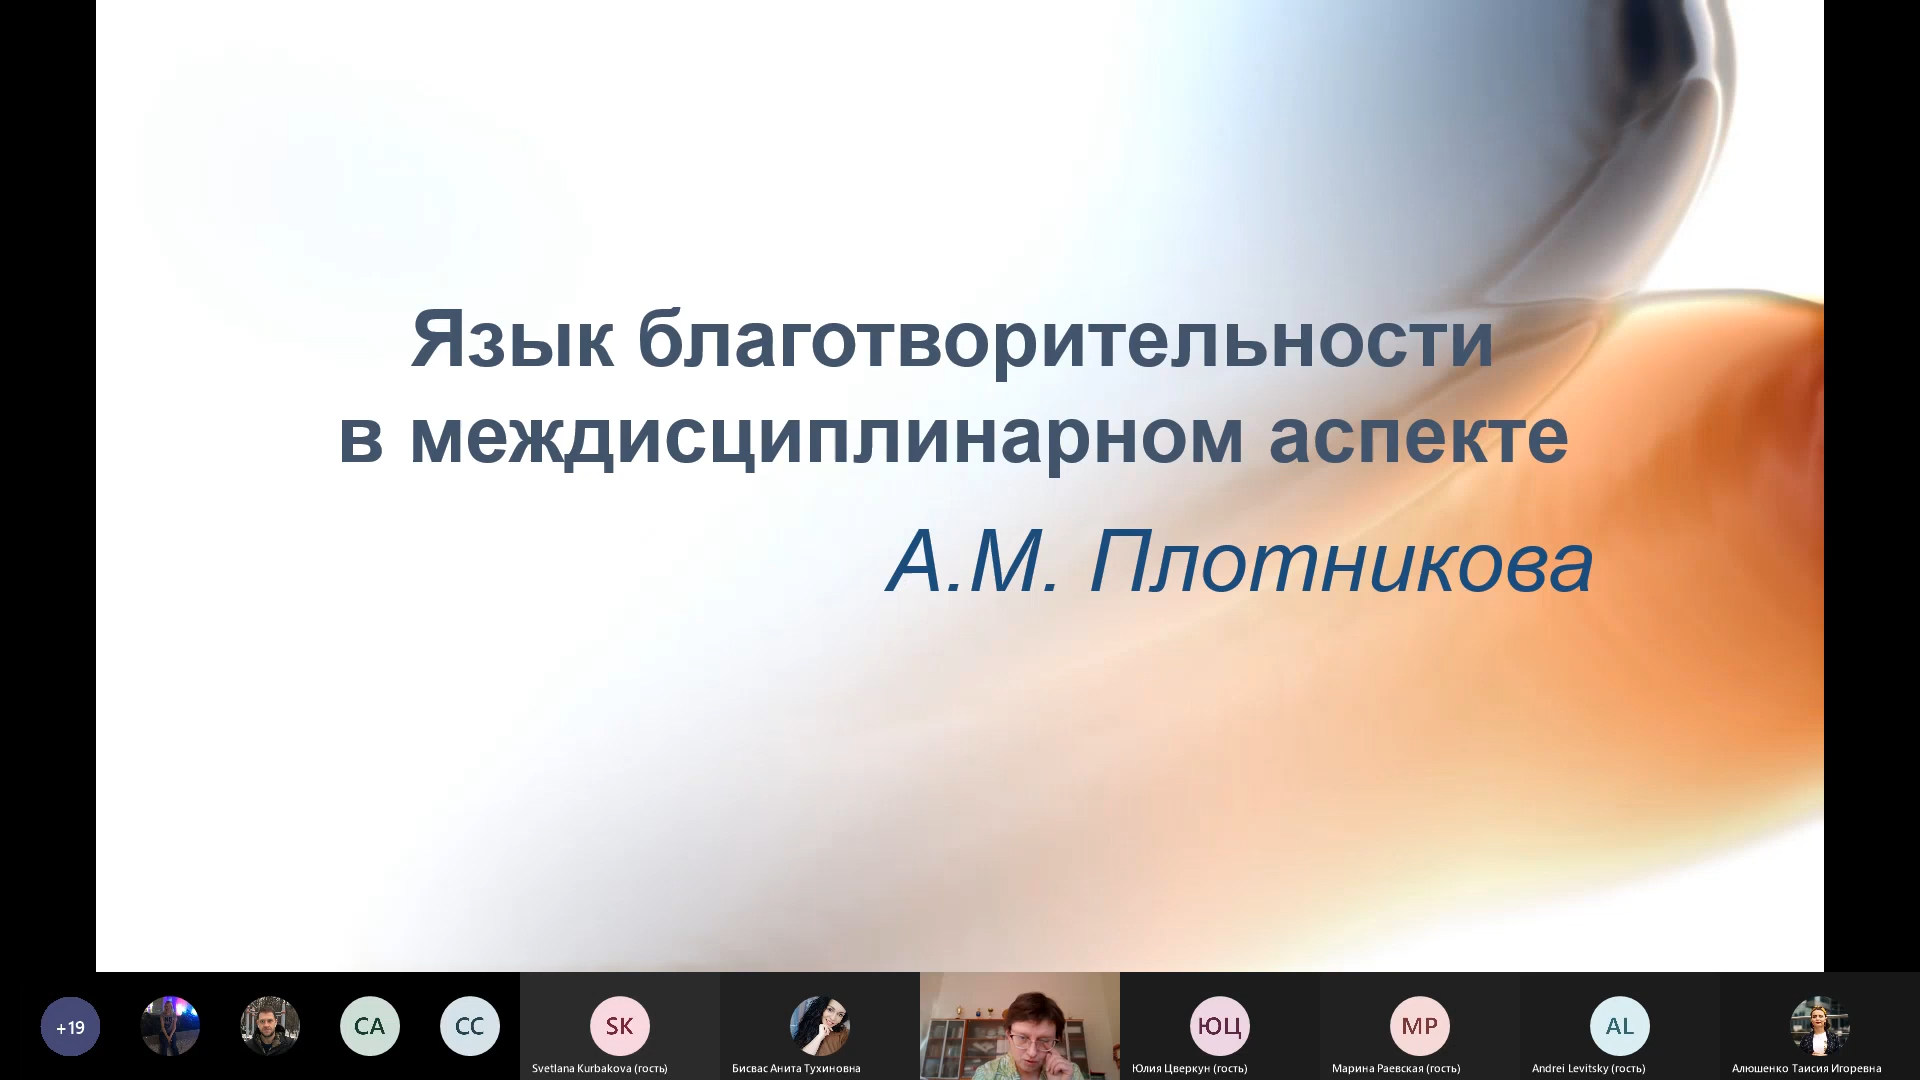 Язык благотворительности
в междисциплинарном аспекте
А.М. Плотникова
+19
CA
CC
SK
ЮЦ
МР
AL
Svetlana Kurbakova (гость)
Бисвас Анита Тухиновна
Юлия Цверкун (гость)
Марина Раевская (гость)
Andrei Levitsky (гость)
Алюшенко Таисия Игоревна